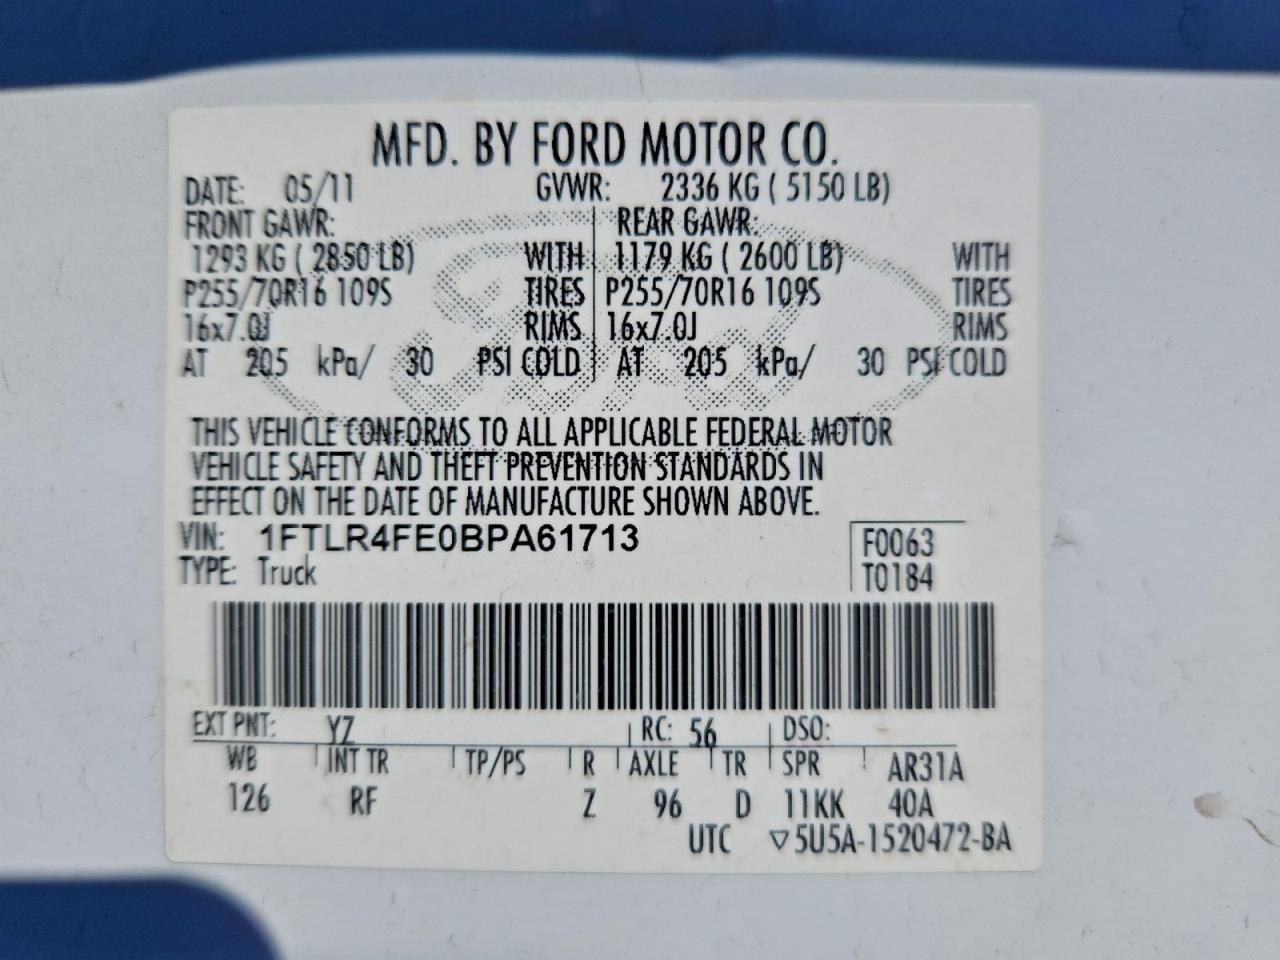 MFD. BY FORD MOTOR CO.
DATE: 05/11 GVWR: 2336 KG ( 5150 LB)
FRONT GAWR: REAR GAWR:
1293 KG ( 2850 LB) WITH 1179 KG ( 2600 LB) WITH
P255/70R16 109S TIRES P255/70R16 109S TIRES
16x7.0J RIMS 16x7.0J RIMS
AT 205 kPa/ 30 PSI COLD AT 205 kPa/ 30 PSI COLD
Ford
THIS VEHICLE CONFORMS TO ALL APPLICABLE FEDERAL MOTOR
VEHICLE SAFETY AND THEFT PREVENTION STANDARDS IN
EFFECT ON THE DATE OF MANUFACTURE SHOWN ABOVE.
VIN: 1FTLR4FE0BPA61713 F0063
TYPE: Truck T0184
EXT PNT: YZ RC: 56 DSO:
WB INT TR TP/PS R AXLE TR SPR AR31A
126 RF Z 96 D 11KK 40A
UTC ▽5U5A-1520472-BA